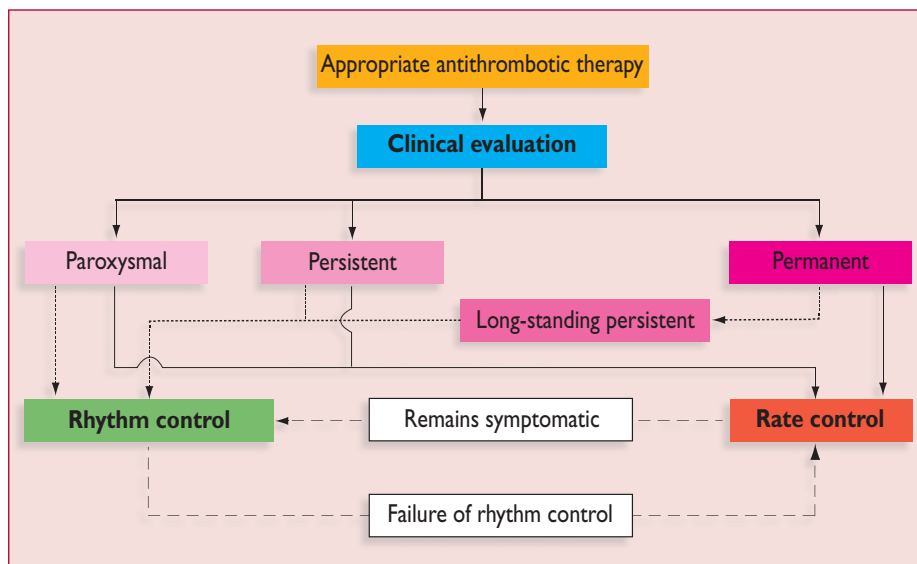 Appropriate antithrombotic therapy
Clinical evaluation
Paroxysmal
Persistent
Permanent
Long-standing persistent
Rhythm control
Remains symptomatic
Rate control
Failure of rhythm control